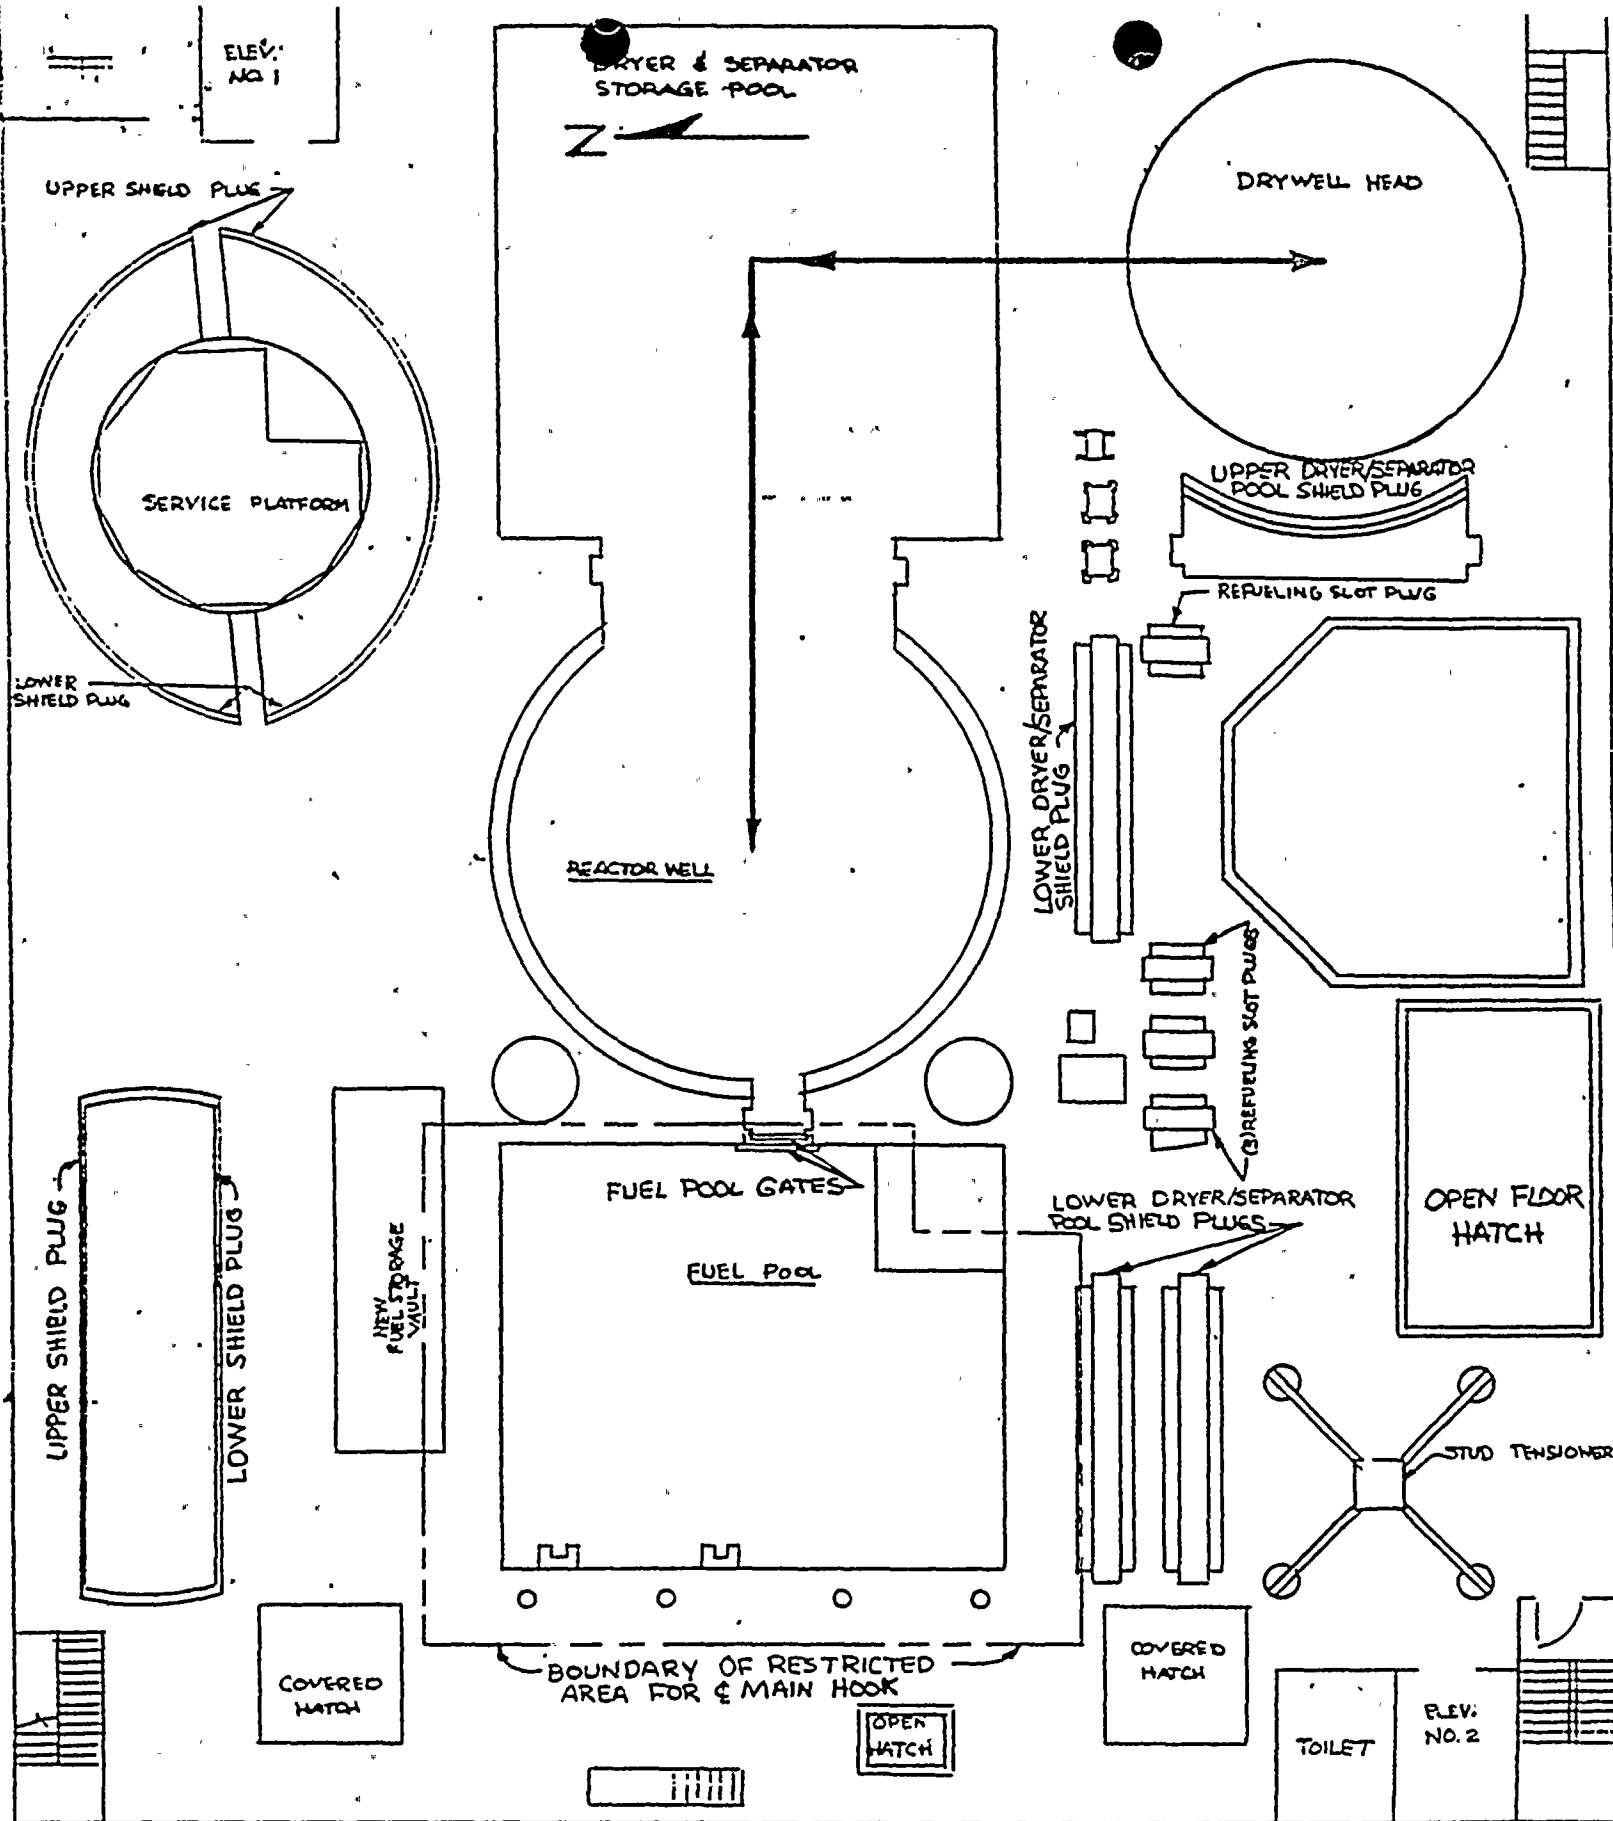 ELEV.
NO. 1
DRYER & SEPARATOR
STORAGE POOL
N
UPPER SHIELD PLUG
DRYWELL HEAD
SERVICE PLATFORM
UPPER DRYER/SEPARATOR
POOL SHIELD PLUG
REFUELING SLOT PLUG
LOWER
SHIELD PLUG
LOWER DRYER/SEPARATOR
SHIELD PLUG
REACTOR WELL
(3) REFUELING SLOT PLUGS
FUEL POOL GATES
LOWER DRYER/SEPARATOR
POOL SHIELD PLUGS
OPEN FLOOR
HATCH
UPPER SHIELD PLUG
LOWER SHIELD PLUG
NEW
FUEL STORAGE
VAULT
FUEL POOL
STUD TENSIONER
BOUNDARY OF RESTRICTED
AREA FOR ℄ MAIN HOOK
COVERED
HATCH
COVERED
HATCH
OPEN
HATCH
TOILET
ELEV.
NO. 2